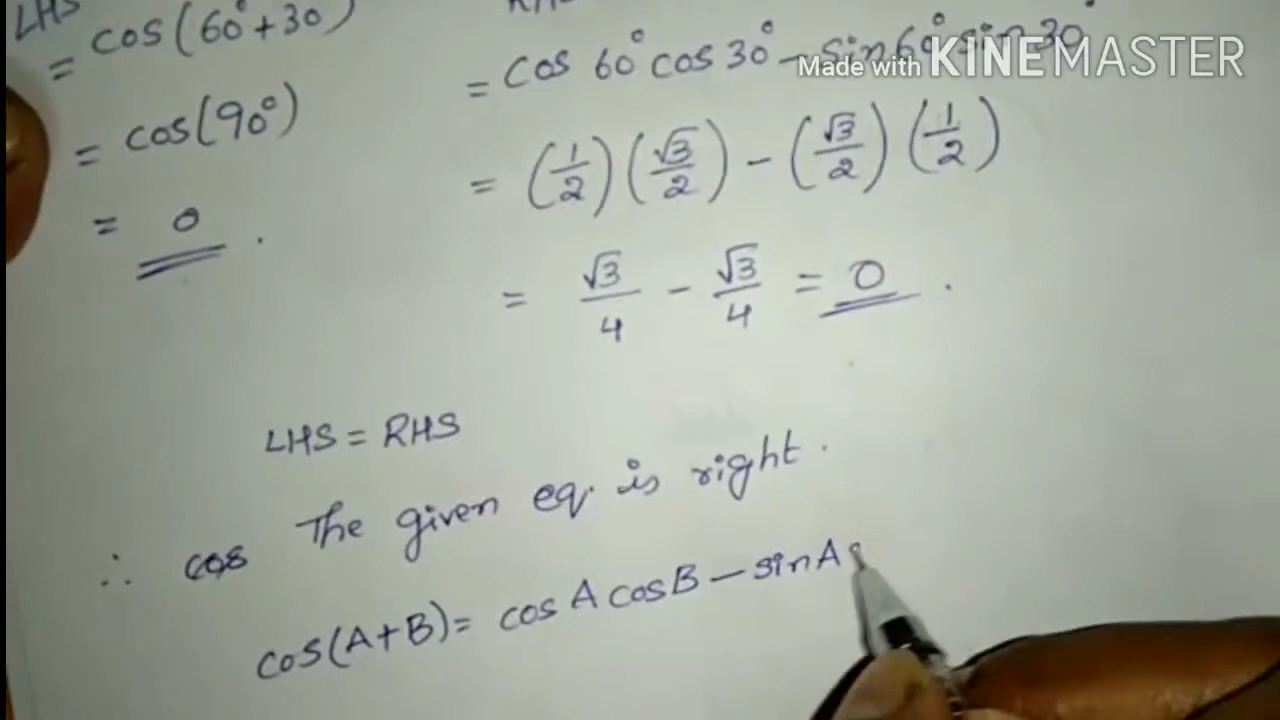 LHS
= cos(60°+30)
= cos(90°)
= 0 .
= cos 60° cos 30° – sin 60° sin 30°
= (1/2)(√3/2) – (√3/2)(1/2)
= √3/4 – √3/4 = 0 .
Made with KINEMASTER
LHS = RHS
∴ cos The given eq. is right.
cos(A+B)= cos A cosB – sinA s